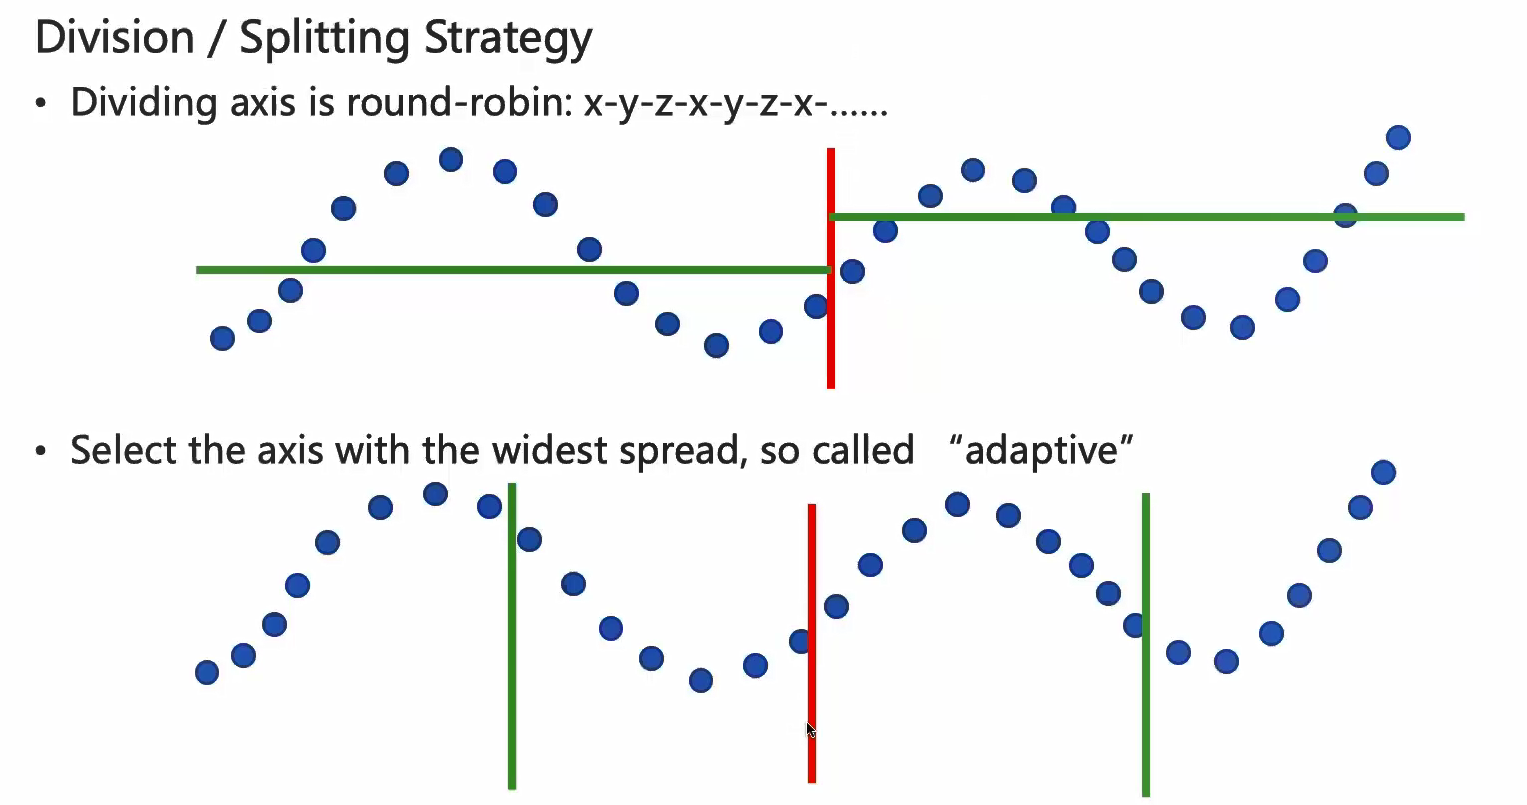 Division / Splitting Strategy
• Dividing axis is round-robin: x-y-z-x-y-z-x-……
• Select the axis with the widest spread, so called “adaptive”